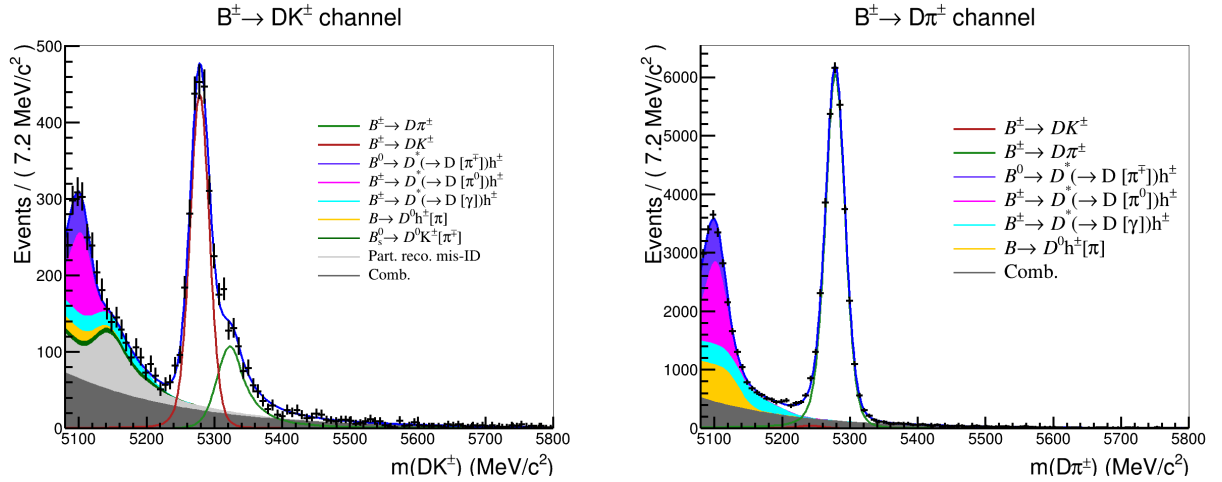 B±→ DK± channel
Events / ( 7.2 MeV/c²)
500
400
300
200
100
0
B±→ Dπ±
B±→ DK±
B⁰→ D*(→ D [π∓])h±
B±→ D*(→ D [π⁰])h±
B±→ D*(→ D [γ])h±
B→ D⁰h±[π]
Bₛ⁰→ D⁰K±[π∓]
Part. reco. mis-ID
Comb.
5100 5200 5300 5400 5500 5600 5700 5800
m(DK±) (MeV/c²)
B±→ Dπ± channel
Events / ( 7.2 MeV/c²)
6000
5000
4000
3000
2000
1000
0
B±→ DK±
B±→ Dπ±
B⁰→ D*(→ D [π∓])h±
B±→ D*(→ D [π⁰])h±
B±→ D*(→ D [γ])h±
B→ D⁰h±[π]
Comb.
5100 5200 5300 5400 5500 5600 5700 5800
m(Dπ±) (MeV/c²)